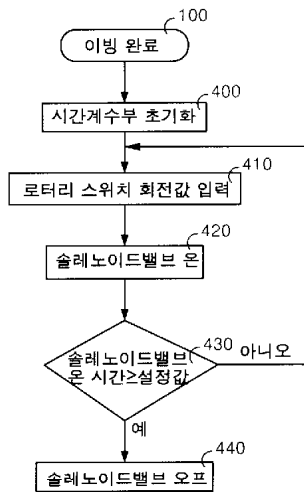 100
이빙 완료
400
시간계수부 초기화
410
로터리 스위치 회전값 입력
420
솔레노이드밸브 온
430
솔레노이드밸브
온 시간≥설정값
아니오
예
440
솔레노이드밸브 오프